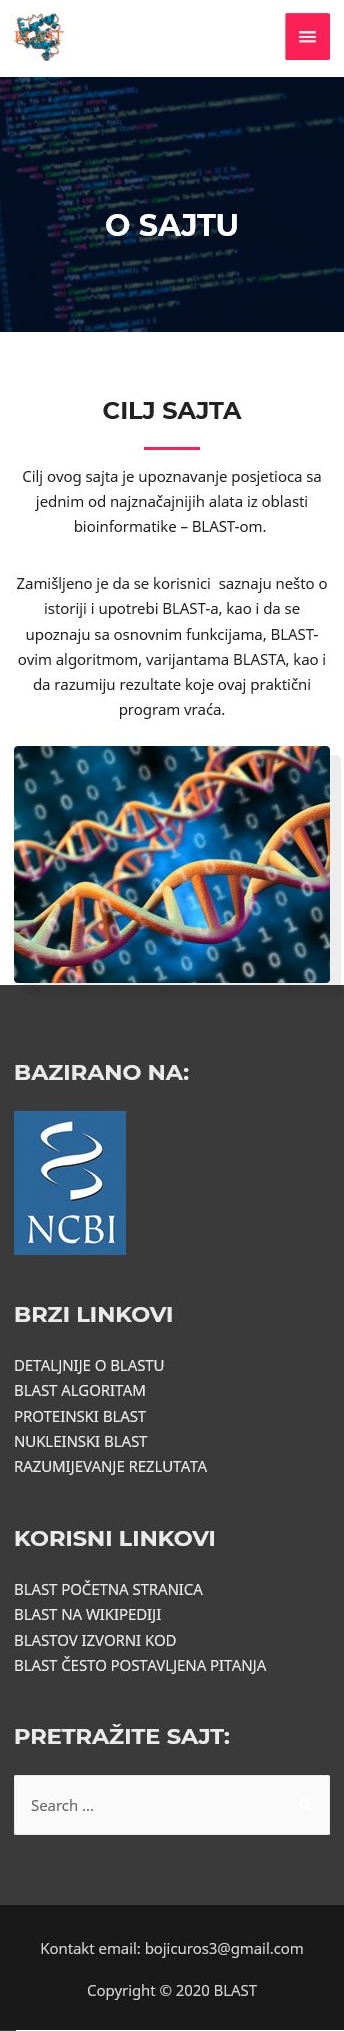 BLAST
O SAJTU
CILJ SAJTA
Cilj ovog sajta je upoznavanje posjetioca sa
jednim od najznačajnijih alata iz oblasti
bioinformatike – BLAST-om.
Zamišljeno je da se korisnici  saznaju nešto o
istoriji i upotrebi BLAST-a, kao i da se
upoznaju sa osnovnim funkcijama, BLAST-
ovim algoritmom, varijantama BLASTA, kao i
da razumiju rezultate koje ovaj praktični
program vraća.
BAZIRANO NA:
NCBI
BRZI LINKOVI
DETALJNIJE O BLASTU
BLAST ALGORITAM
PROTEINSKI BLAST
NUKLEINSKI BLAST
RAZUMIJEVANJE REZLUTATA
KORISNI LINKOVI
BLAST POČETNA STRANICA
BLAST NA WIKIPEDIJI
BLASTOV IZVORNI KOD
BLAST ČESTO POSTAVLJENA PITANJA
PRETRAŽITE SAJT:
Search ...
Kontakt email: bojicuros3@gmail.com
Copyright © 2020 BLAST